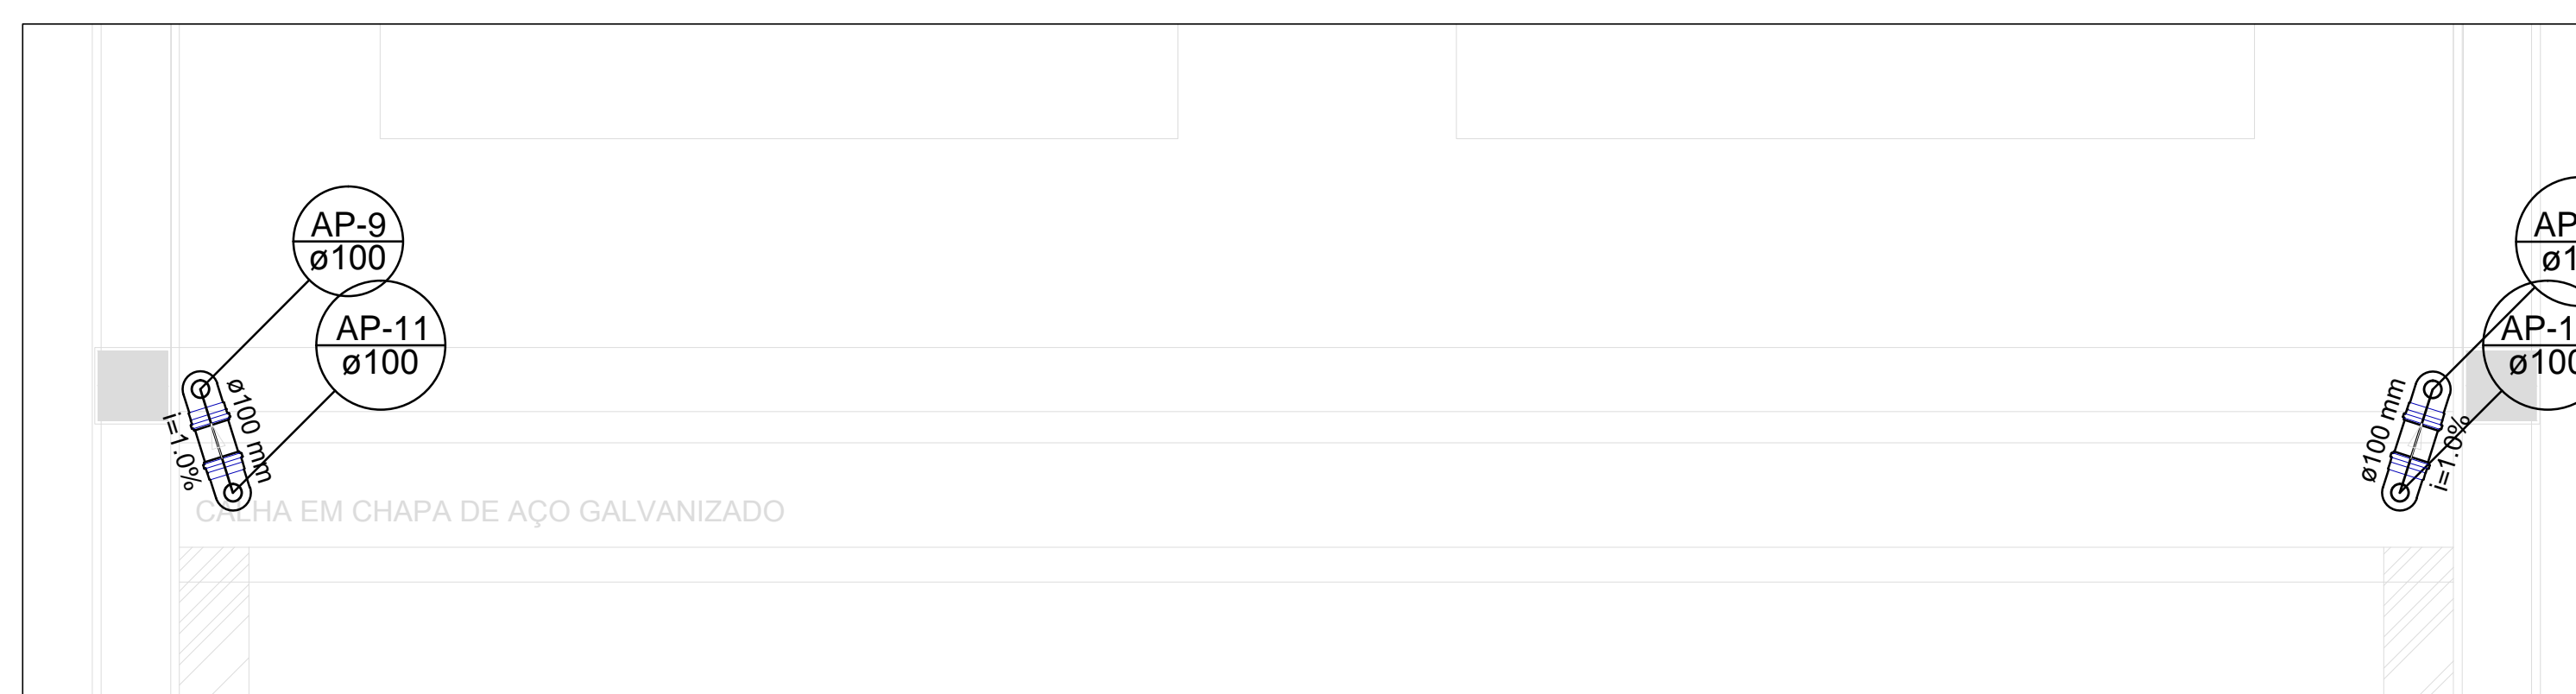 AP-9
ø100
AP-11
ø100
ø100 mm
i=1.0%
CALHA EM CHAPA DE AÇO GALVANIZADO
AP
ø1
AP-1
ø100
ø100 mm
i=1.0%